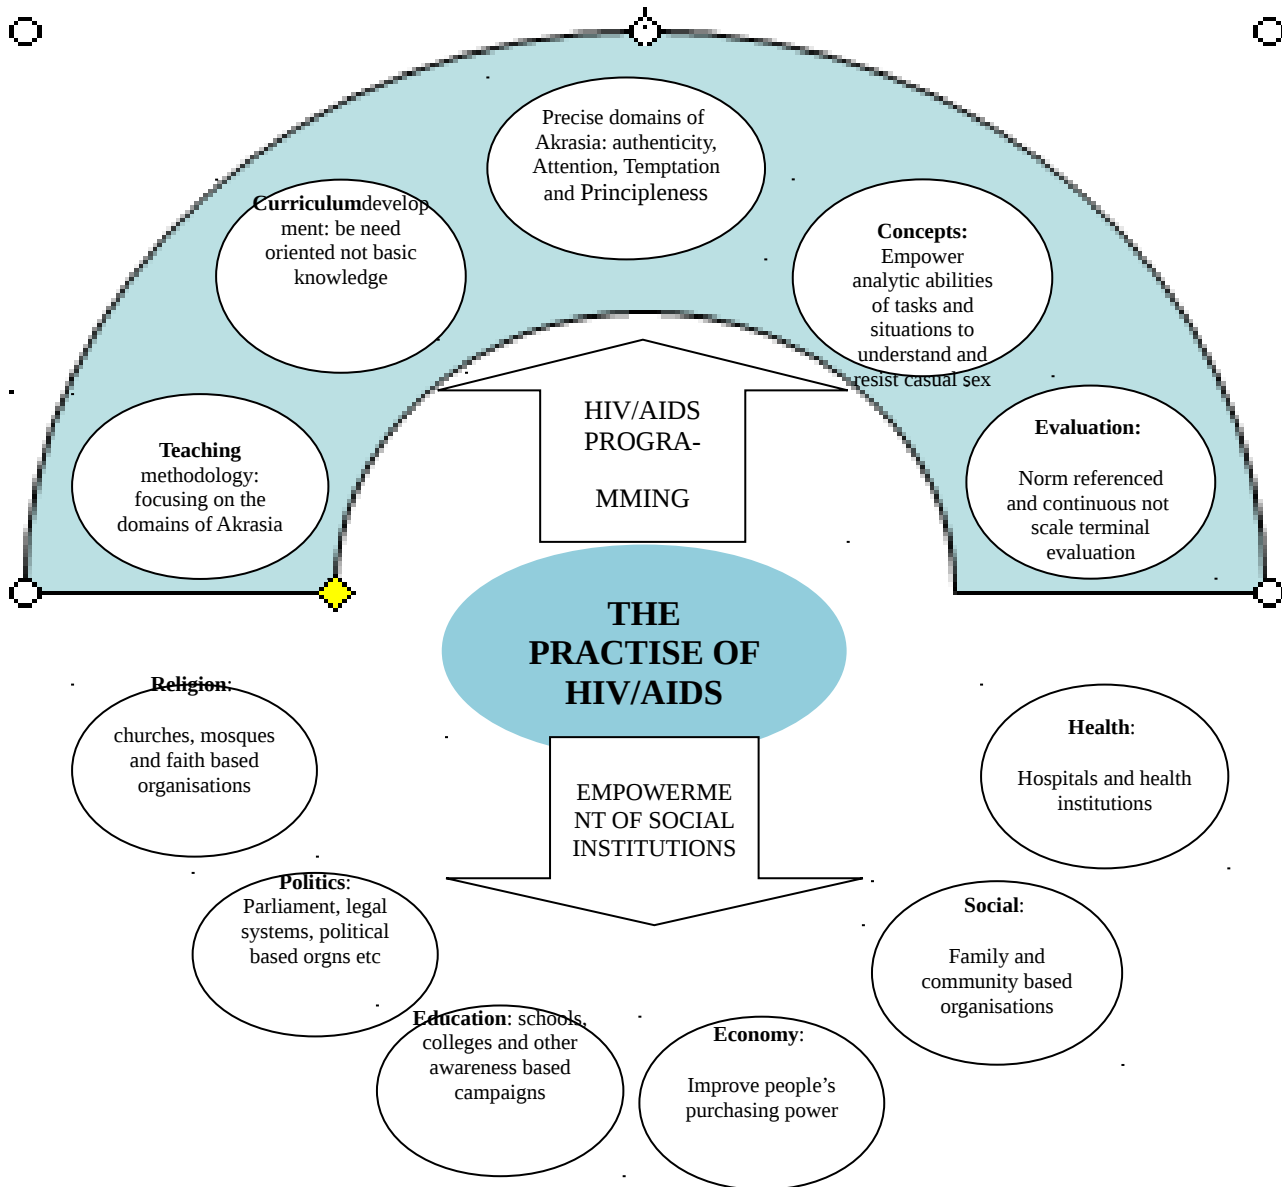 Precise domains of
Akrasia: authenticity,
Attention, Temptation
and Principleness
Curriculumdevelop
ment: be need
oriented not basic
knowledge
Concepts:
Empower
analytic abilities
of tasks and
situations to
understand and
resist casual sex
Teaching
methodology:
focusing on the
domains of Akrasia
Evaluation:
Norm referenced
and continuous not
scale terminal
evaluation
HIV/AIDS
PROGRA-
MMING
THE
PRACTISE OF
HIV/AIDS
EMPOWERME
NT OF SOCIAL
INSTITUTIONS
Religion:
churches, mosques
and faith based
organisations
Politics:
Parliament, legal
systems, political
based orgns etc
Education: schools,
colleges and other
awareness based
campaigns
Economy:
Improve people’s
purchasing power
Social:
Family and
community based
organisations
Health:
Hospitals and health
institutions